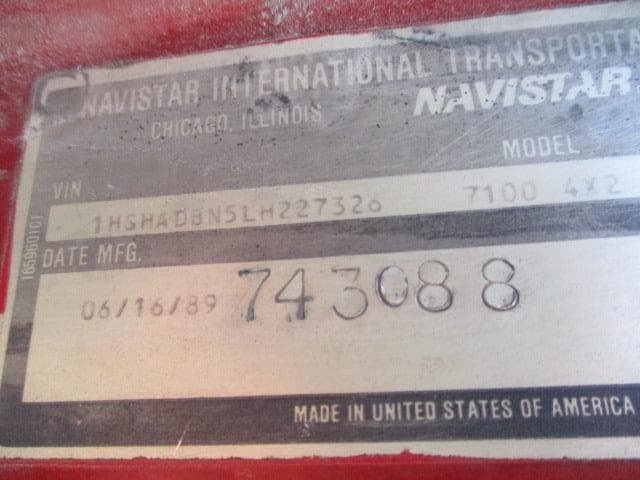 NAVISTAR INTERNATIONAL TRANSPORTA
CHICAGO, ILLINOIS NAVISTAR
MODEL
VIN
1HSHADBN5LH227326 7100 4X2
DATE MFG.
06/16/89 743088
MADE IN UNITED STATES OF AMERICA
1659601C1